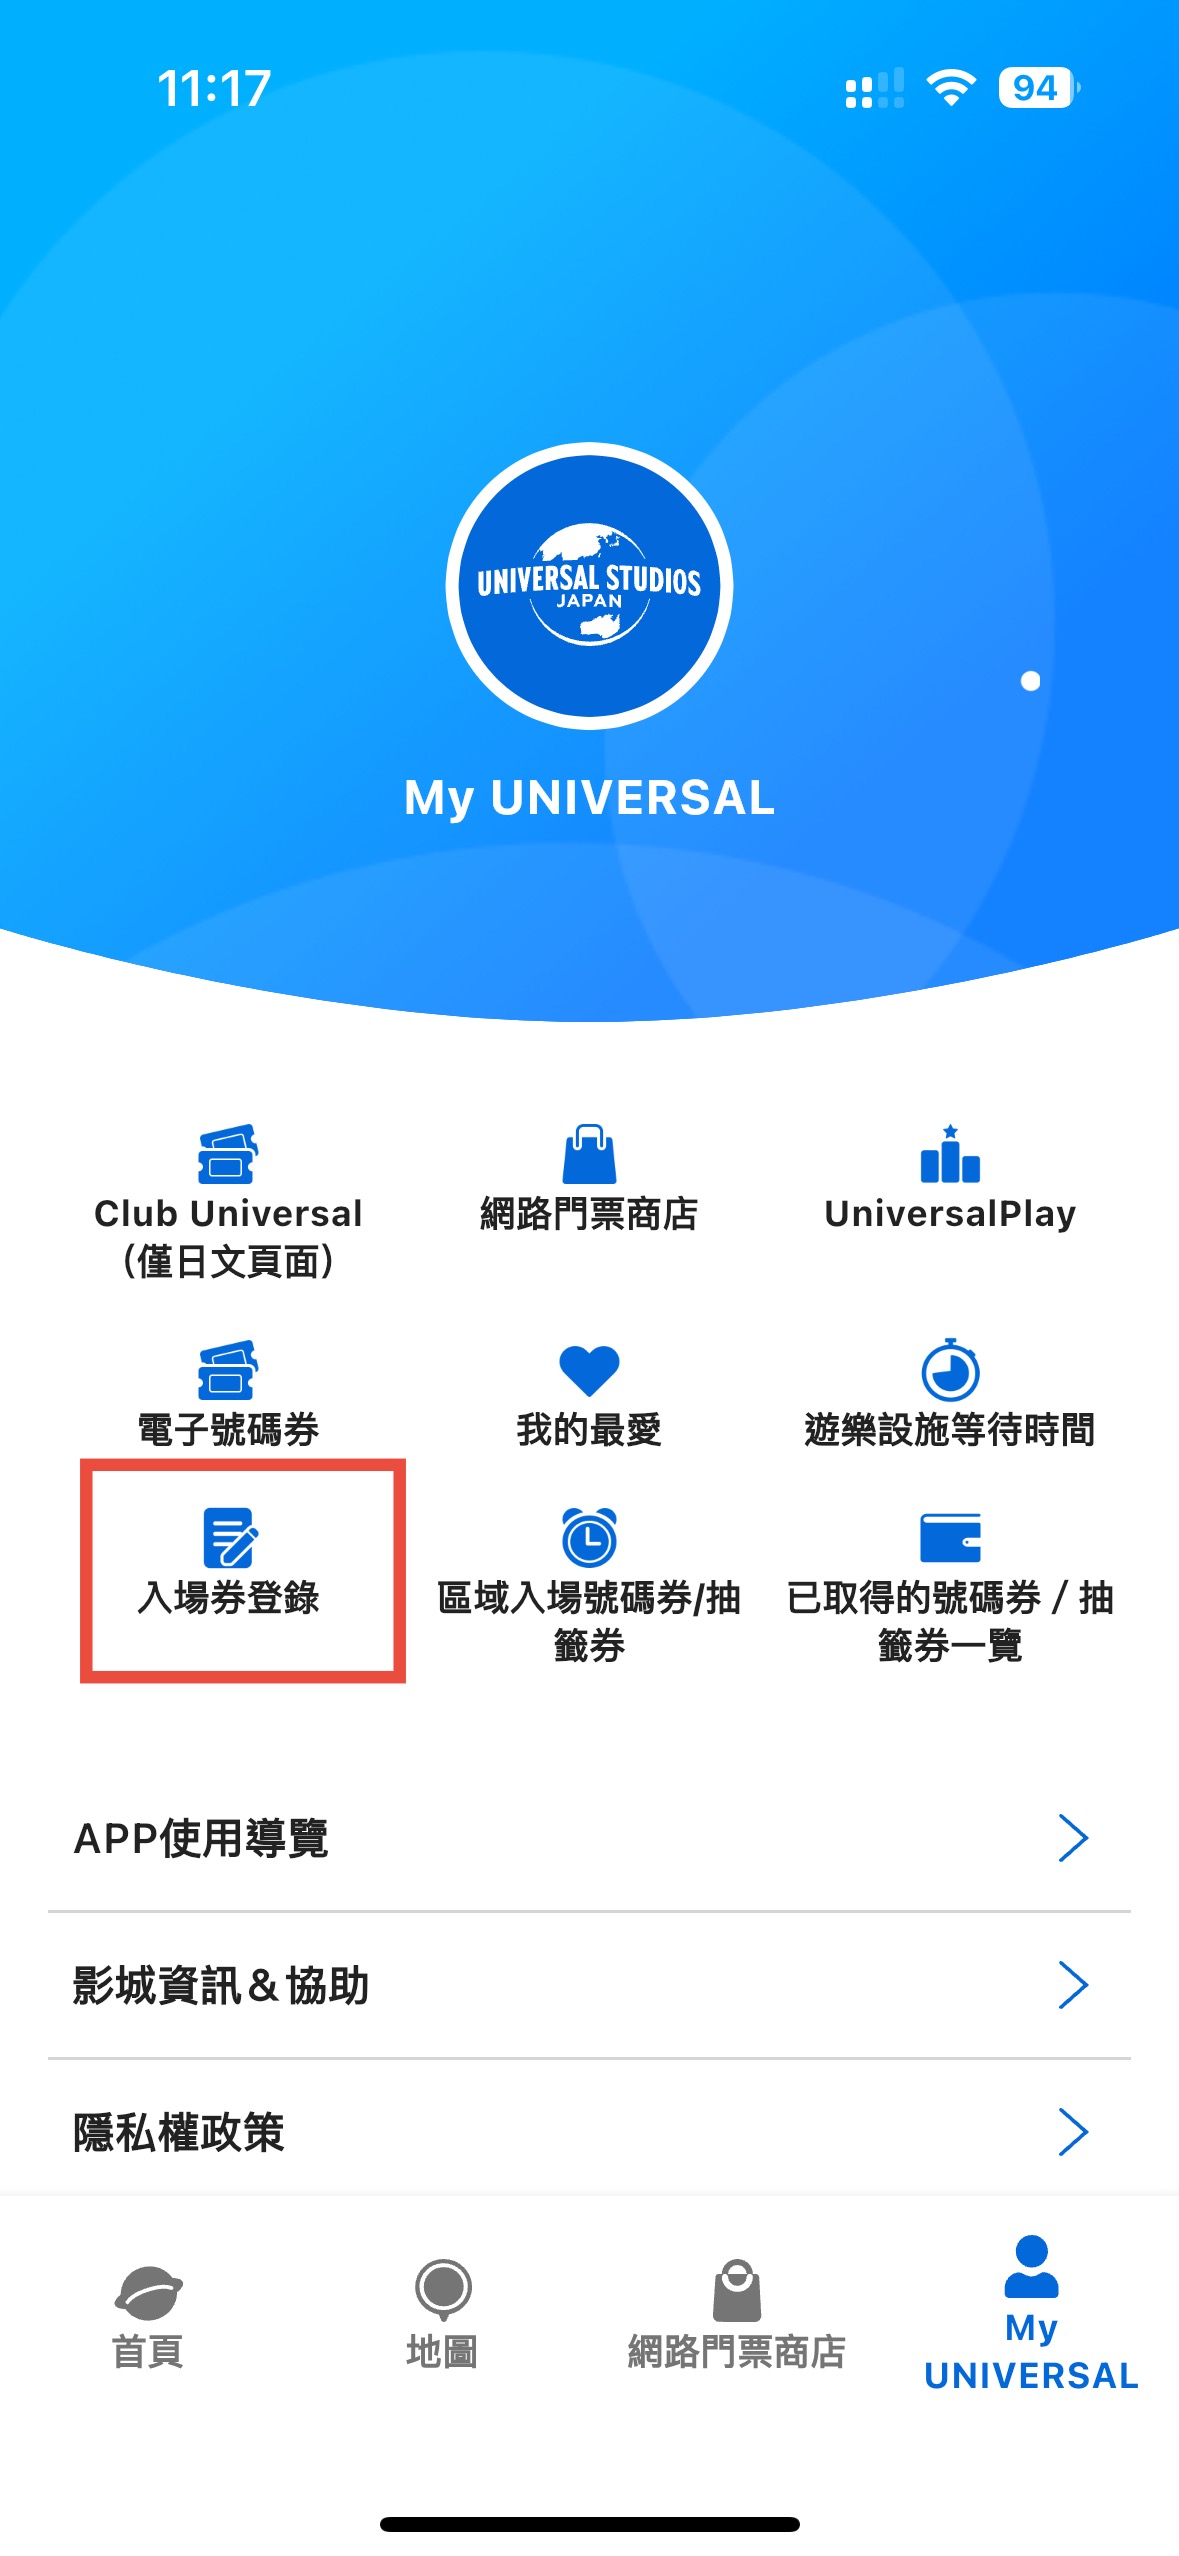 11:17
94
UNIVERSAL STUDIOS
JAPAN
My UNIVERSAL
Club Universal
（僅日文頁面）
網路門票商店
UniversalPlay
電子號碼券
我的最愛
遊樂設施等待時間
入場券登錄
區域入場號碼券/抽
籤券
已取得的號碼券 / 抽
籤券一覽
APP使用導覽
影城資訊＆協助
隱私權政策
首頁
地圖
網路門票商店
My
UNIVERSAL